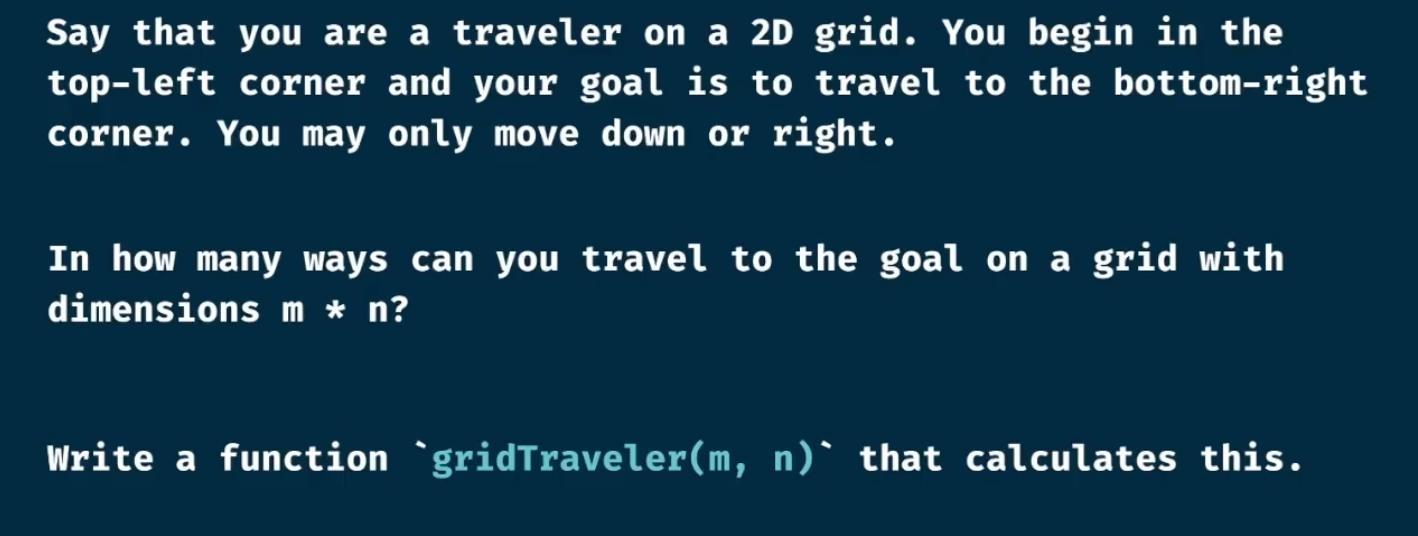 Say that you are a traveler on a 2D grid. You begin in the
top-left corner and your goal is to travel to the bottom-right
corner. You may only move down or right.
In how many ways can you travel to the goal on a grid with
dimensions m * n?
Write a function `gridTraveler(m, n)` that calculates this.